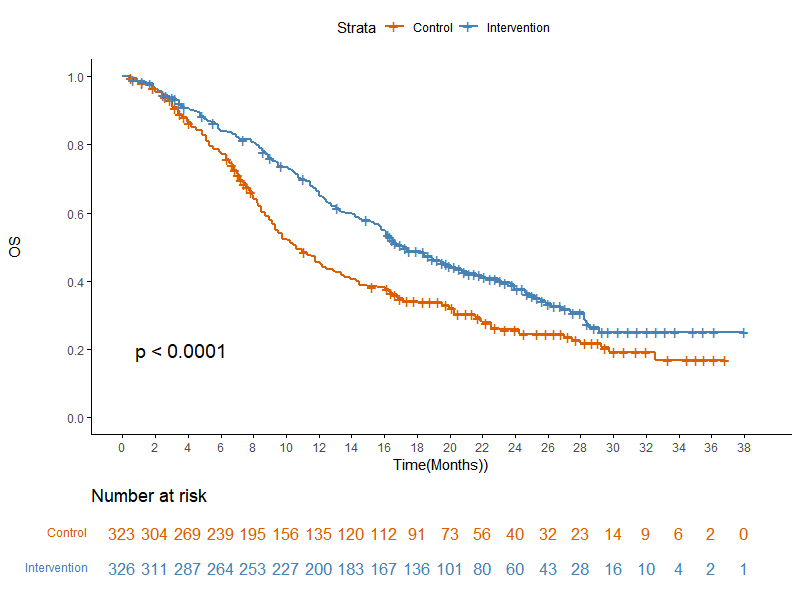 Strata Control Intervention
1.0
0.8
0.6
0.4
0.2
0.0
OS
p < 0.0001
0 2 4 6 8 10 12 14 16 18 20 22 24 26 28 30 32 34 36 38
Time(Months))
Number at risk
Control 323 304 269 239 195 156 135 120 112 91 73 56 40 32 23 14 9 6 2 0
Intervention 326 311 287 264 253 227 200 183 167 136 101 80 60 43 28 16 10 4 2 1